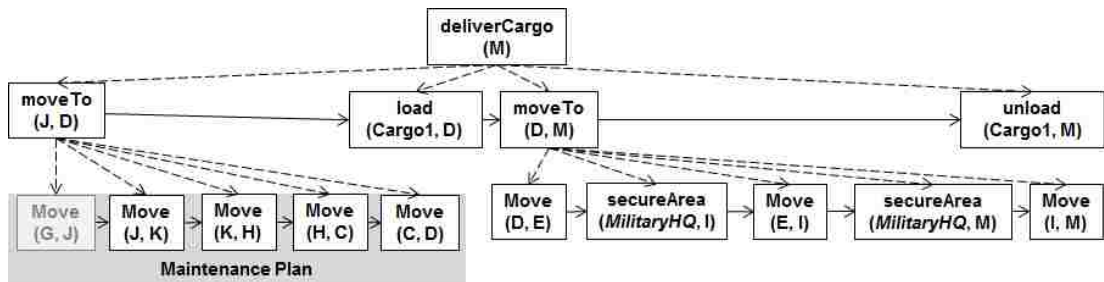 deliverCargo
(M)
moveTo
(J, D)
load
(Cargo1, D)
moveTo
(D, M)
unload
(Cargo1, M)
Move
(G, J)
Move
(J, K)
Move
(K, H)
Move
(H, C)
Move
(C, D)
Move
(D, E)
secureArea
(MilitaryHQ, I)
Move
(E, I)
secureArea
(MilitaryHQ, M)
Move
(I, M)
Maintenance Plan